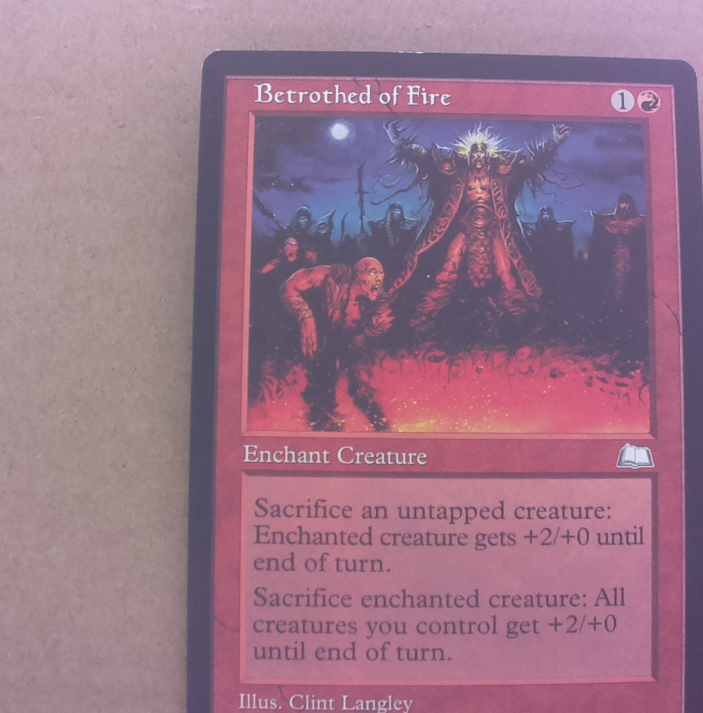 Betrothed of Fire 1
Enchant Creature
Sacrifice an untapped creature:
Enchanted creature gets +2/+0 until
end of turn.
Sacrifice enchanted creature: All
creatures you control get +2/+0
until end of turn.
Illus. Clint Langley